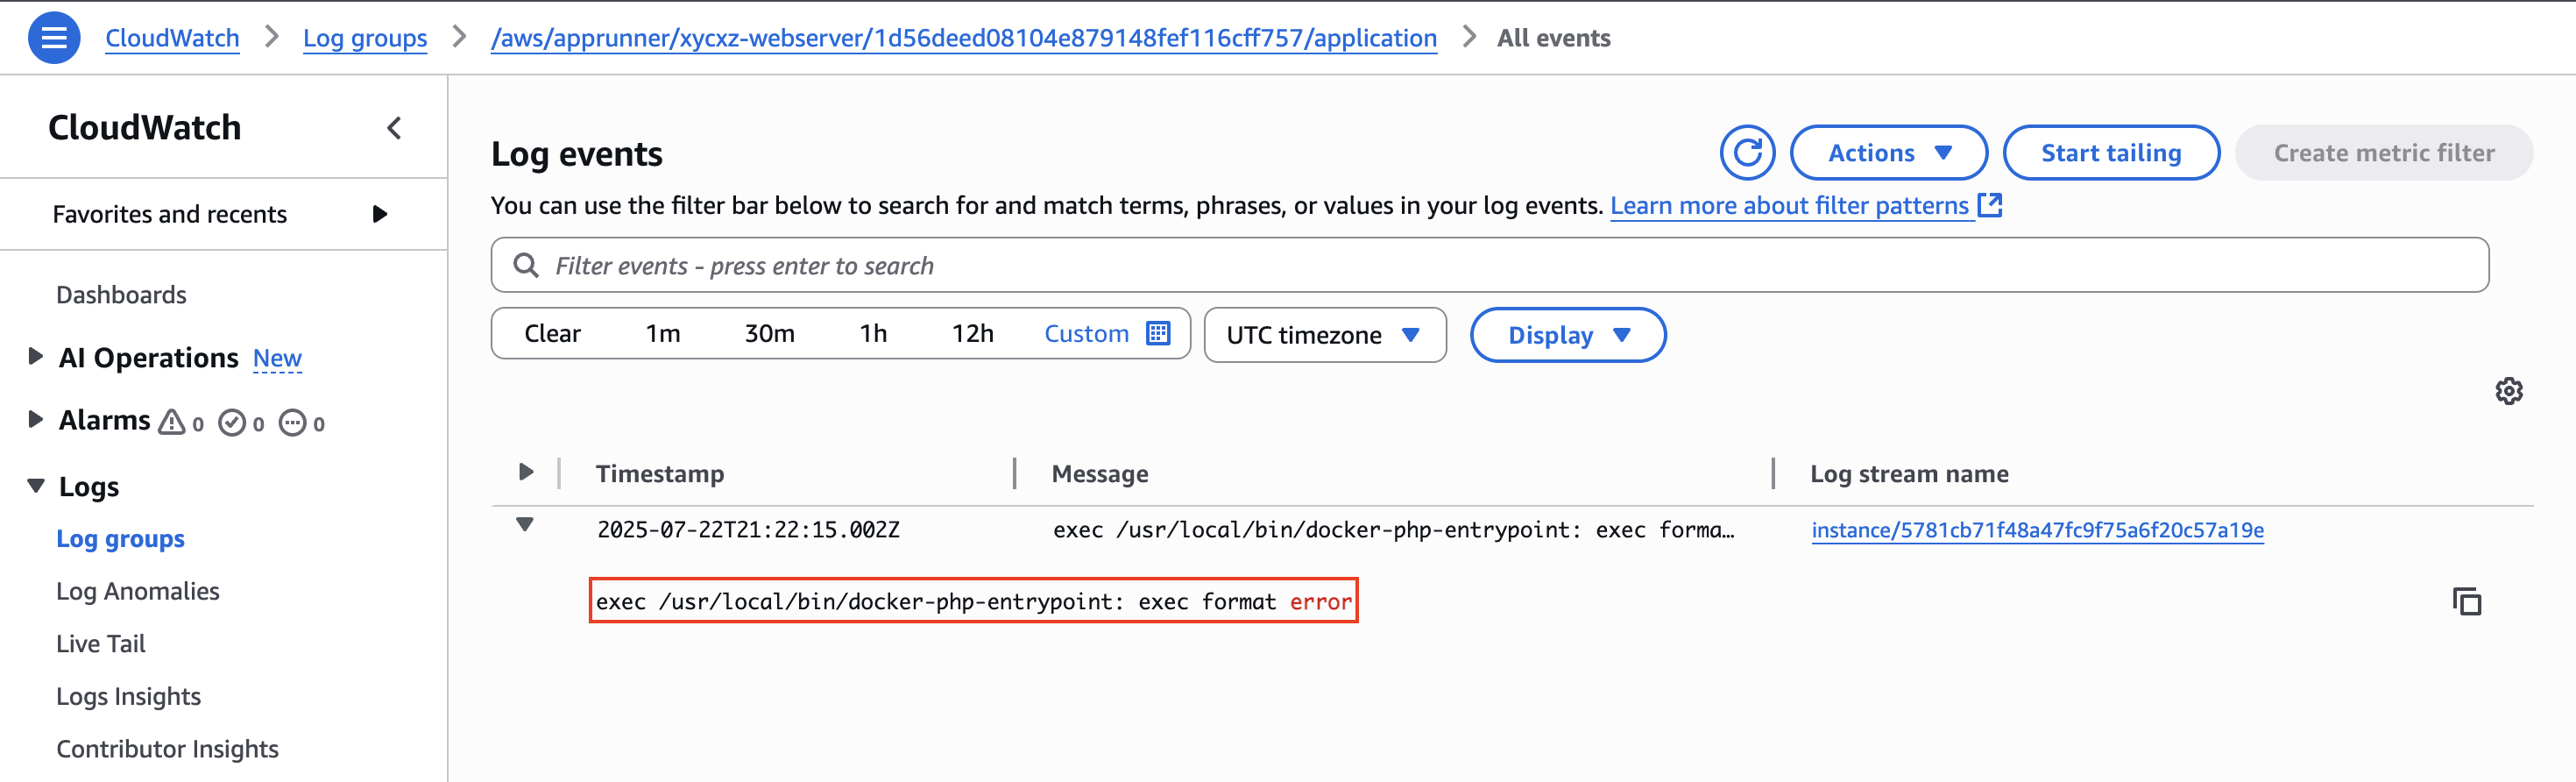 CloudWatch > Log groups > /aws/apprunner/xycxz-webserver/1d56deed08104e879148fef116cff757/application > All events
CloudWatch
Favorites and recents
Dashboards
AI Operations New
Alarms 0 0 0
Logs
Log groups
Log Anomalies
Live Tail
Logs Insights
Contributor Insights
Log events
Actions
Start tailing
Create metric filter
You can use the filter bar below to search for and match terms, phrases, or values in your log events. Learn more about filter patterns
Filter events - press enter to search
Clear 1m 30m 1h 12h Custom UTC timezone Display
Timestamp Message Log stream name
2025-07-22T21:22:15.002Z exec /usr/local/bin/docker-php-entrypoint: exec forma… instance/5781cb71f48a47fc9f75a6f20c57a19e
exec /usr/local/bin/docker-php-entrypoint: exec format error